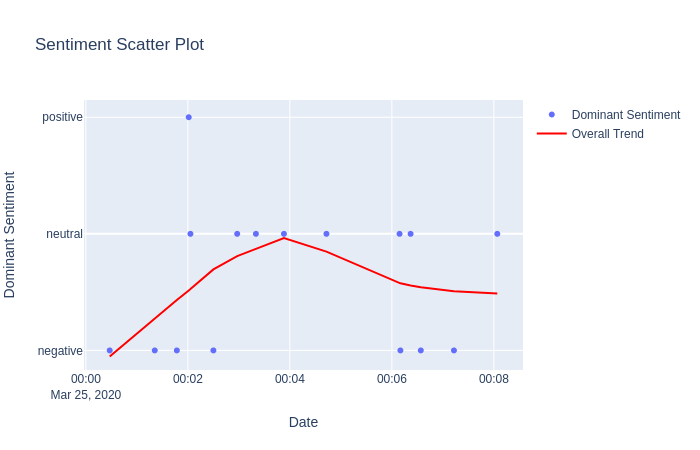 Sentiment Scatter Plot
Dominant Sentiment
Overall Trend
positive
neutral
negative
Dominant Sentiment
00:00
Mar 25, 2020
00:02
00:04
00:06
00:08
Date